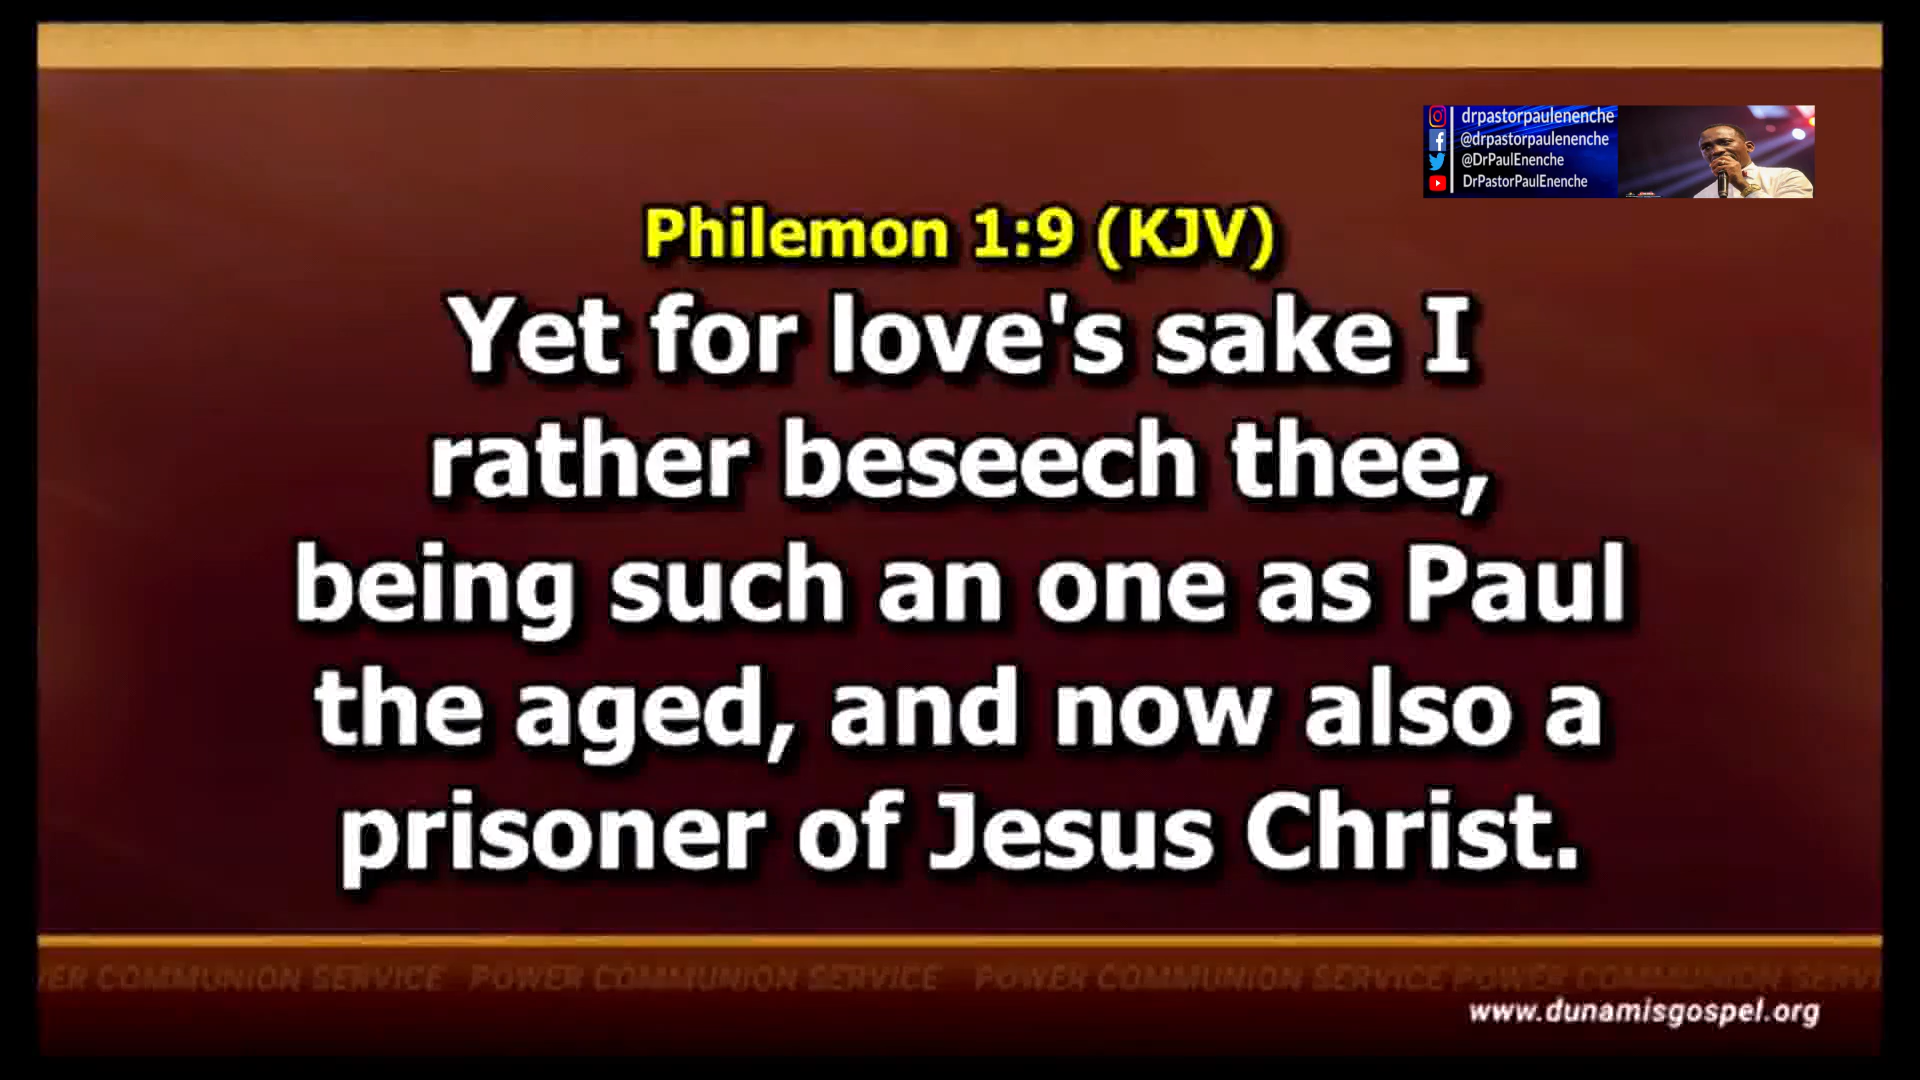 drpastorpaulenenche
@drpastorpaulenenche
@DrPaulEnenche
DrPastorPaulEnenche
Philemon 1:9 (KJV)
Yet for love's sake I
rather beseech thee,
being such an one as Paul
the aged, and now also a
prisoner of Jesus Christ.
ER COMMUNION SERVICE POWER COMMUNION SERVICE POWER COMMUNION SERVICE POWER COMMUNION SERVI
www.dunamisgospel.org